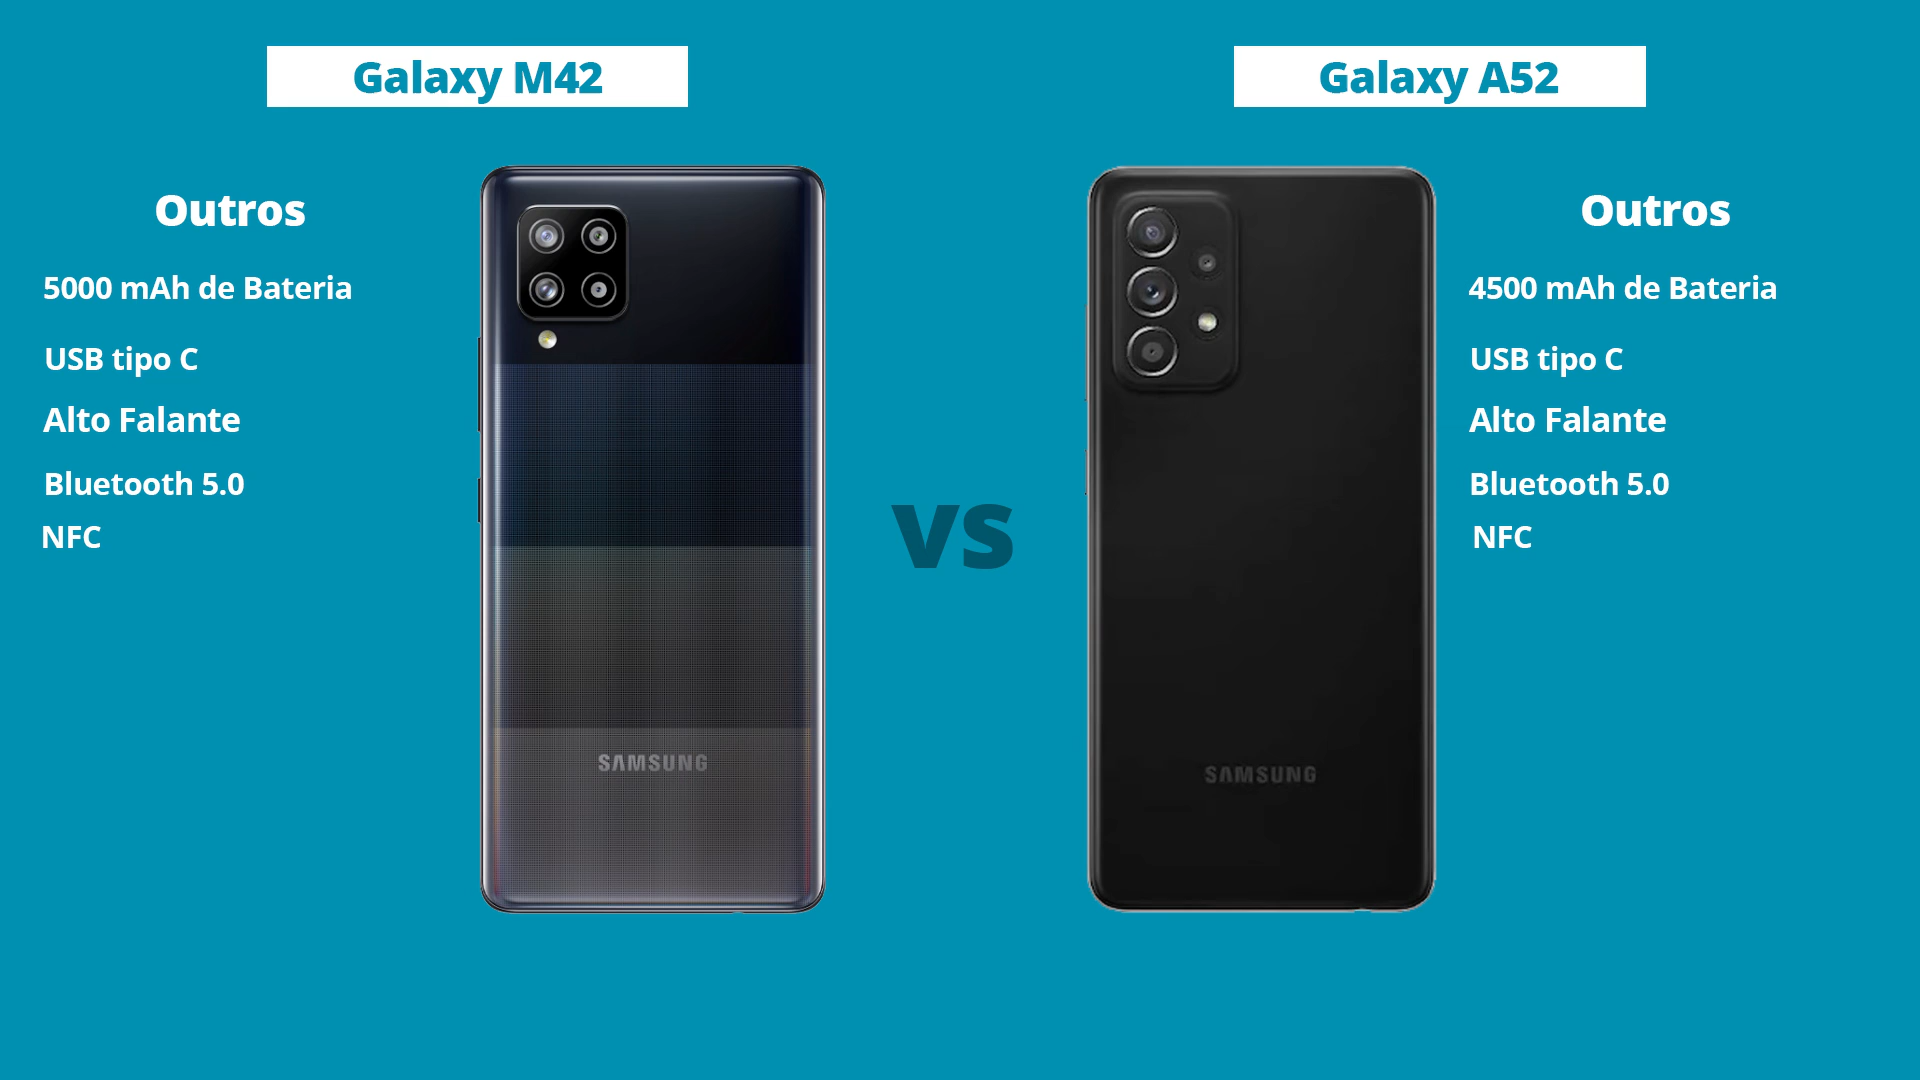 Galaxy M42
Outros
5000 mAh de Bateria
USB tipo C
Alto Falante
Bluetooth 5.0
NFC
SAMSUNG
VS
Galaxy A52
Outros
4500 mAh de Bateria
USB tipo C
Alto Falante
Bluetooth 5.0
NFC
SAMSUNG